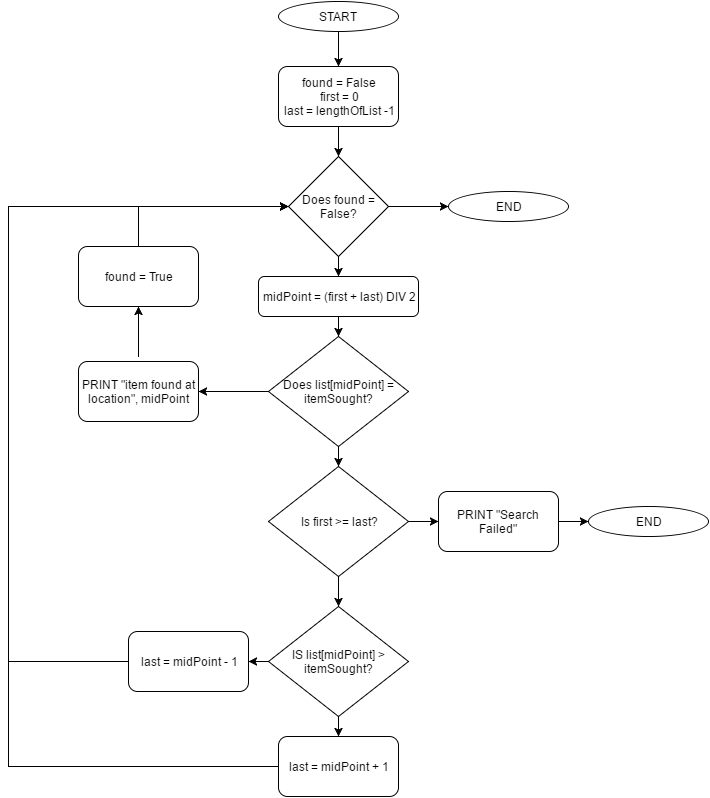 START
found = False
first = 0
last = lengthOfList -1
Does found =
False?
END
found = True
midPoint = (first + last) DIV 2
PRINT "item found at
location", midPoint
Does list[midPoint] =
itemSought?
Is first >= last?
PRINT "Search
Failed"
END
last = midPoint - 1
IS list[midPoint] >
itemSought?
last = midPoint + 1